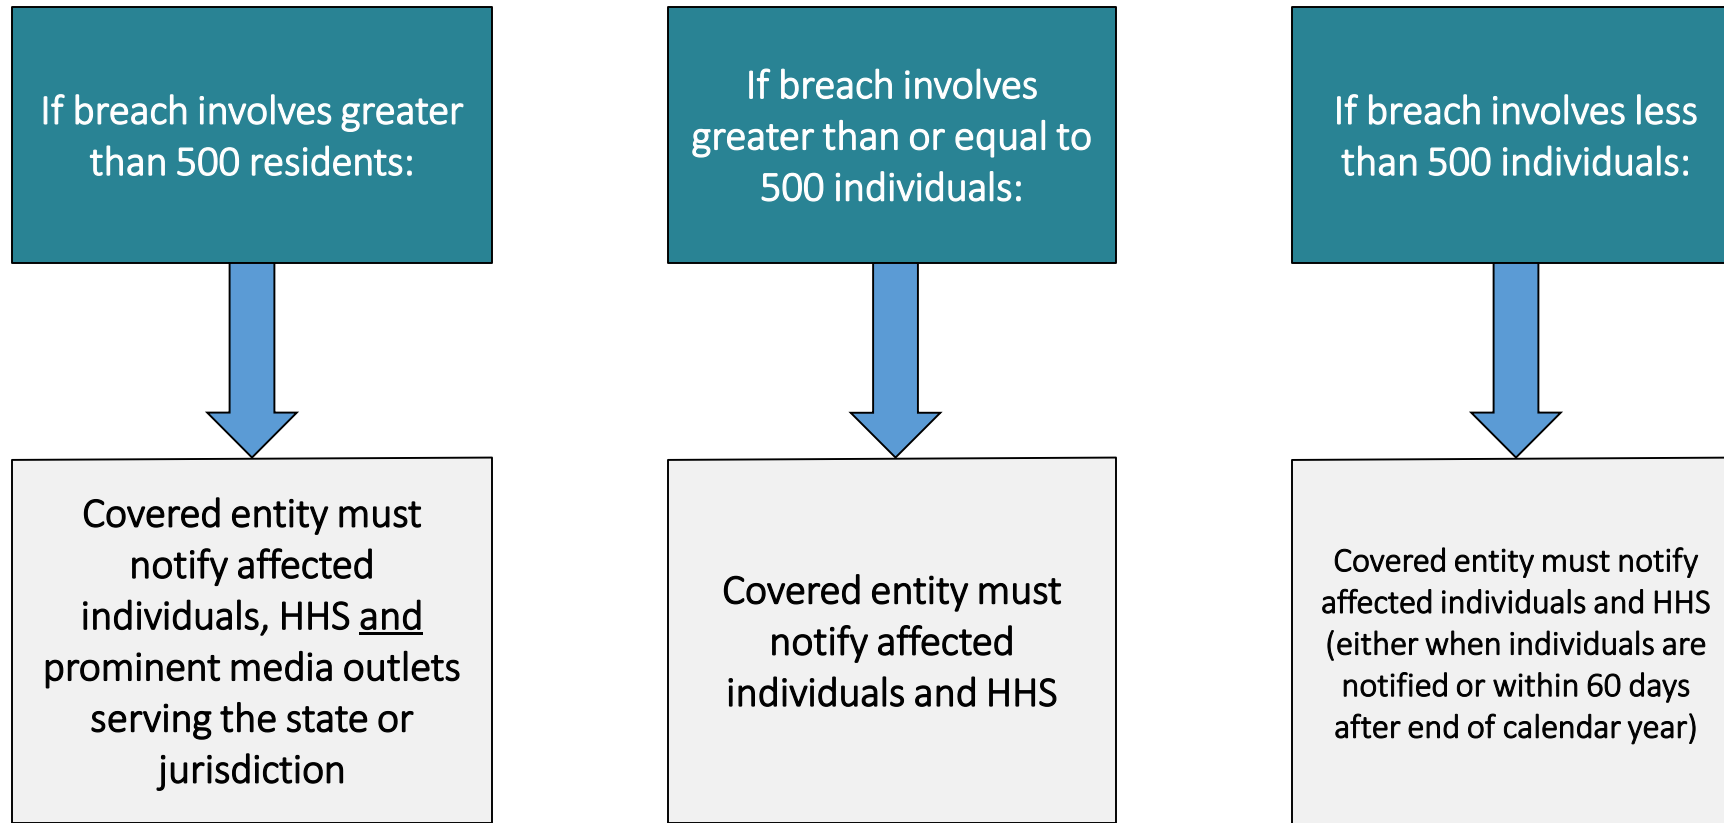 If breach involves greater
than 500 residents:
Covered entity must
notify affected
individuals, HHS and
prominent media outlets
serving the state or
jurisdiction
If breach involves
greater than or equal to
500 individuals:
Covered entity must
notify affected
individuals and HHS
If breach involves less
than 500 individuals:
Covered entity must notify
affected individuals and HHS
(either when individuals are
notified or within 60 days
after end of calendar year)